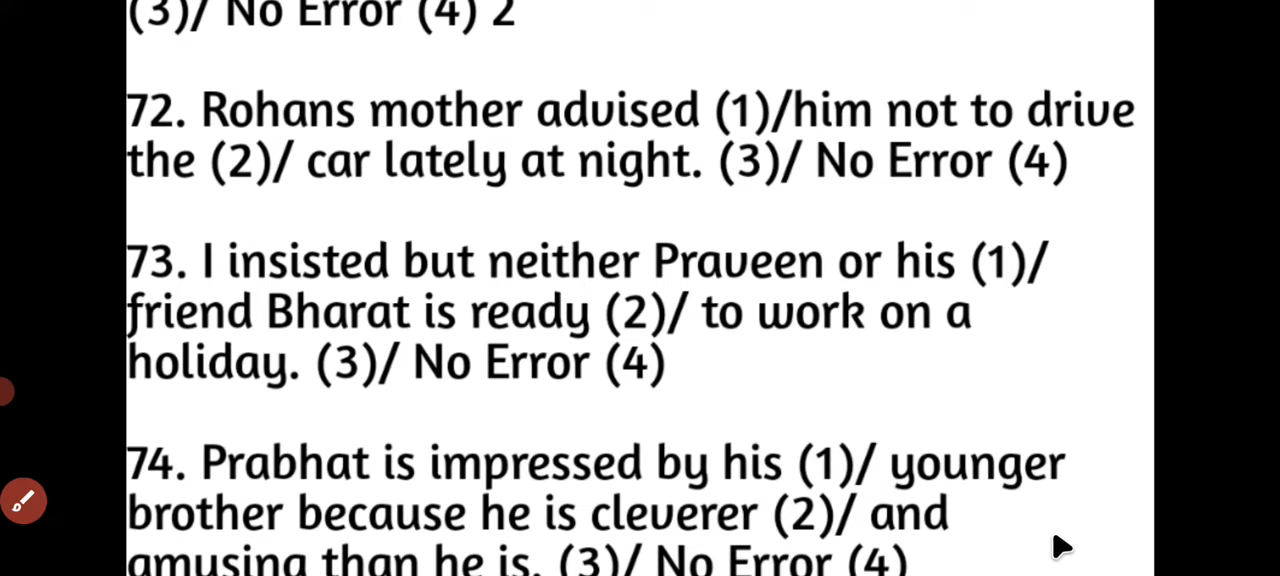 (3)/ No Error (4) 2
72. Rohans mother advised (1)/him not to drive
the (2)/ car lately at night. (3)/ No Error (4)
73. I insisted but neither Praveen or his (1)/
friend Bharat is ready (2)/ to work on a
holiday. (3)/ No Error (4)
74. Prabhat is impressed by his (1)/ younger
brother because he is cleverer (2)/ and
amusing than he is. (3)/ No Error (4)